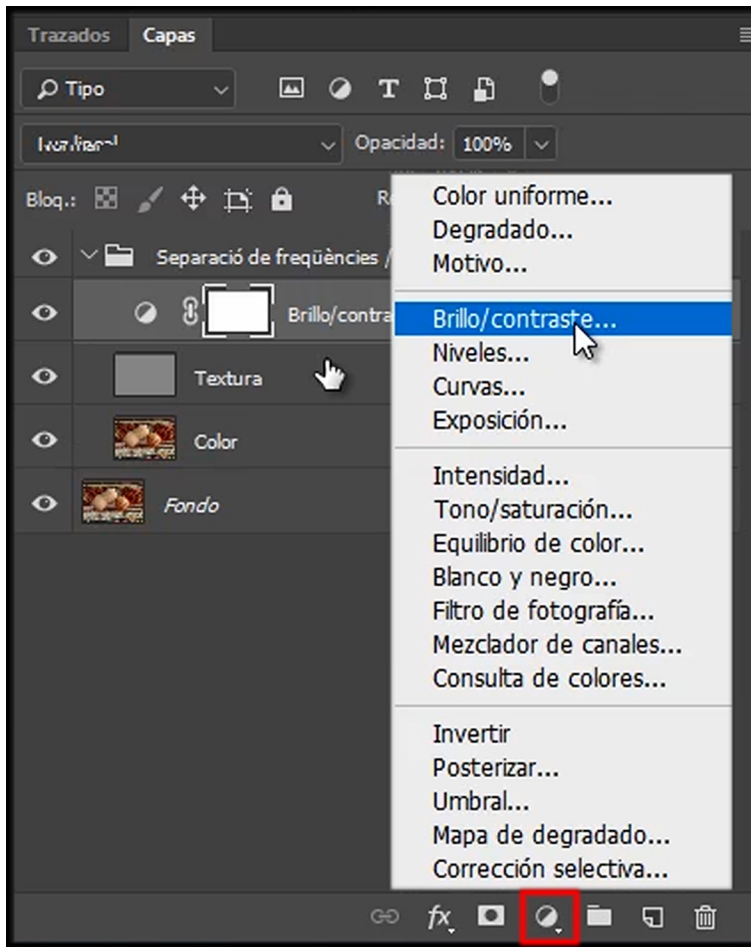 Trazados Capas
Tipo
Opacidad: 100%
Bloq.:
Separació de freqüències /
Brillo/contra
Textura
Color
Fondo
Color uniforme...
Degradado...
Motivo...
Brillo/contraste...
Niveles...
Curvas...
Exposición...
Intensidad...
Tono/saturación...
Equilibrio de color...
Blanco y negro...
Filtro de fotografía...
Mezclador de canales...
Consulta de colores...
Invertir
Posterizar...
Umbral...
Mapa de degradado...
Corrección selectiva...
fx